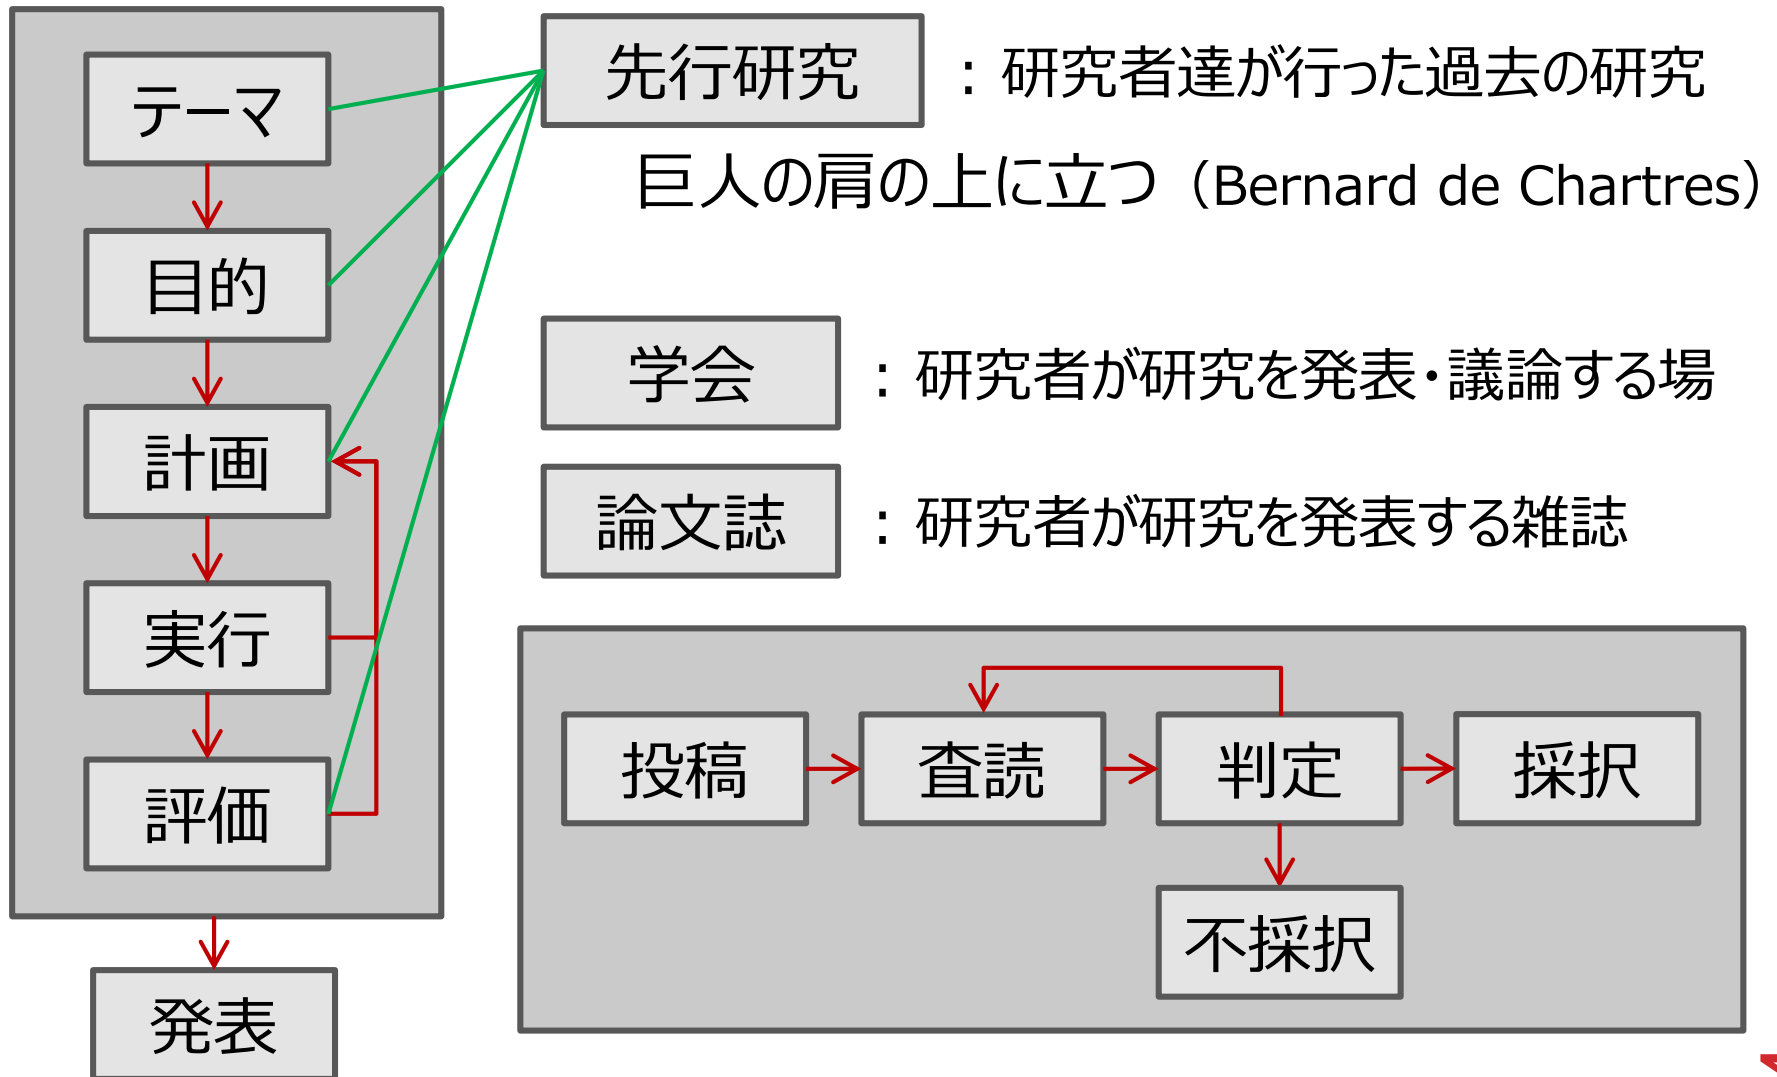 テーマ
目的
計画
実行
評価
発表
先行研究 : 研究者達が行った過去の研究
巨人の肩の上に立つ（Bernard de Chartres）
学会 : 研究者が研究を発表・議論する場
論文誌 : 研究者が研究を発表する雑誌
投稿 査読 判定 採択
不採択